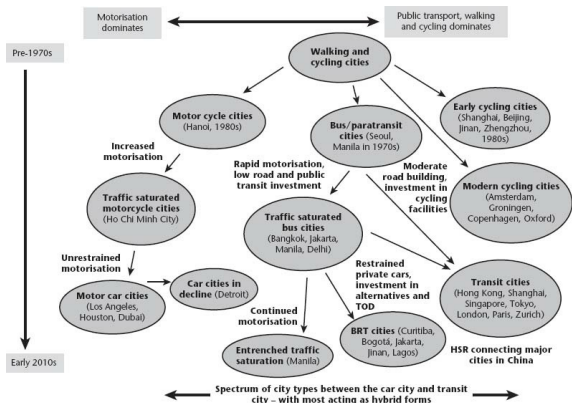 Motorisation
dominates
Public transport, walking
and cycling dominates
Pre-1970s
Walking and
cycling cities
Motor cycle cities
(Hanoi, 1980s)
Bus/paratransit
cities (Seoul,
Manila in 1970s)
Early cycling cities
(Shanghai, Beijing,
Jinan, Zhengzhou,
1980s)
Increased
motorisation
Rapid motorisation,
low road and public
transit investment
Moderate
road building,
investment in
cycling
facilities
Modern cycling cities
(Amsterdam,
Groningen,
Copenhagen, Oxford)
Traffic saturated
motorcycle cities
(Ho Chi Minh City)
Traffic saturated
bus cities
(Bangkok, Jakarta,
Manila, Delhi)
Unrestrained
motorisation
Car cities in
decline (Detroit)
Motor car cities
(Los Angeles,
Houston, Dubai)
Restrained
private cars,
investment in
alternatives and
TOD
Transit cities
(Hong Kong, Shanghai,
Singapore, Tokyo,
London, Paris, Zurich)
Continued
motorisation
Entrenched traffic
saturation (Manila)
BRT cities (Curitiba,
Bogotá, Jakarta,
Jinan, Lagos)
HSR connecting major
cities in China
Early 2010s
Spectrum of city types between the car city and transit
city – with most acting as hybrid forms